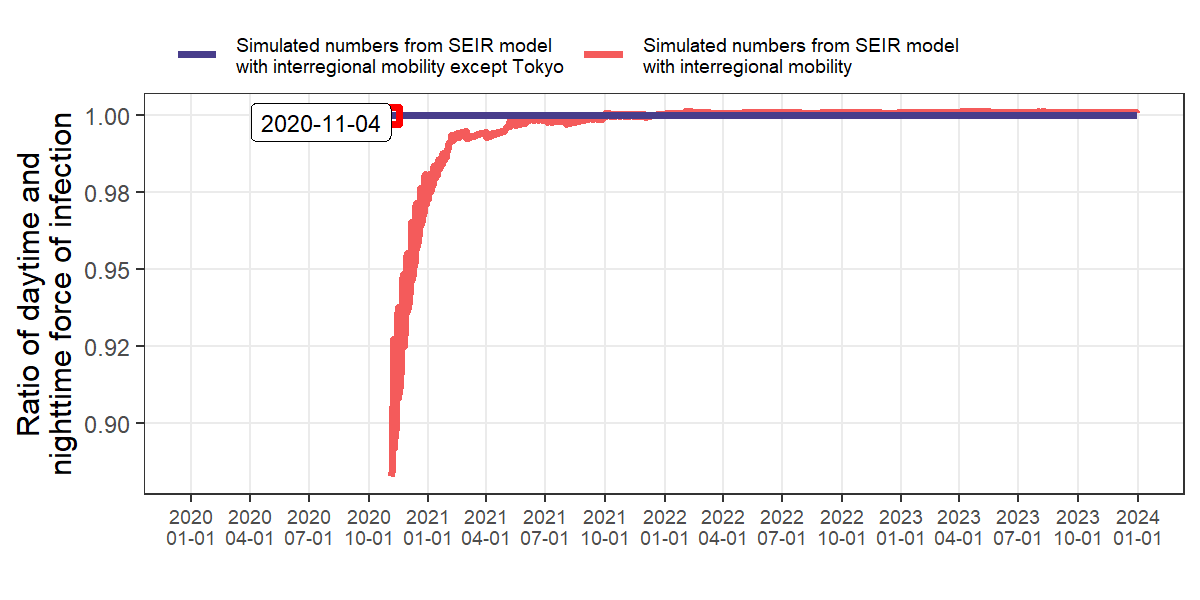 Simulated numbers from SEIR model
with interregional mobility except Tokyo
Simulated numbers from SEIR model
with interregional mobility
Ratio of daytime and
nighttime force of infection
1.00
0.98
0.95
0.92
0.90
2020-11-04
2020 2020 2020 2020 2021 2021 2021 2021 2022 2022 2022 2022 2023 2023 2023 2023 2024
01-01 04-01 07-01 10-01 01-01 04-01 07-01 10-01 01-01 04-01 07-01 10-01 01-01 04-01 07-01 10-01 01-01